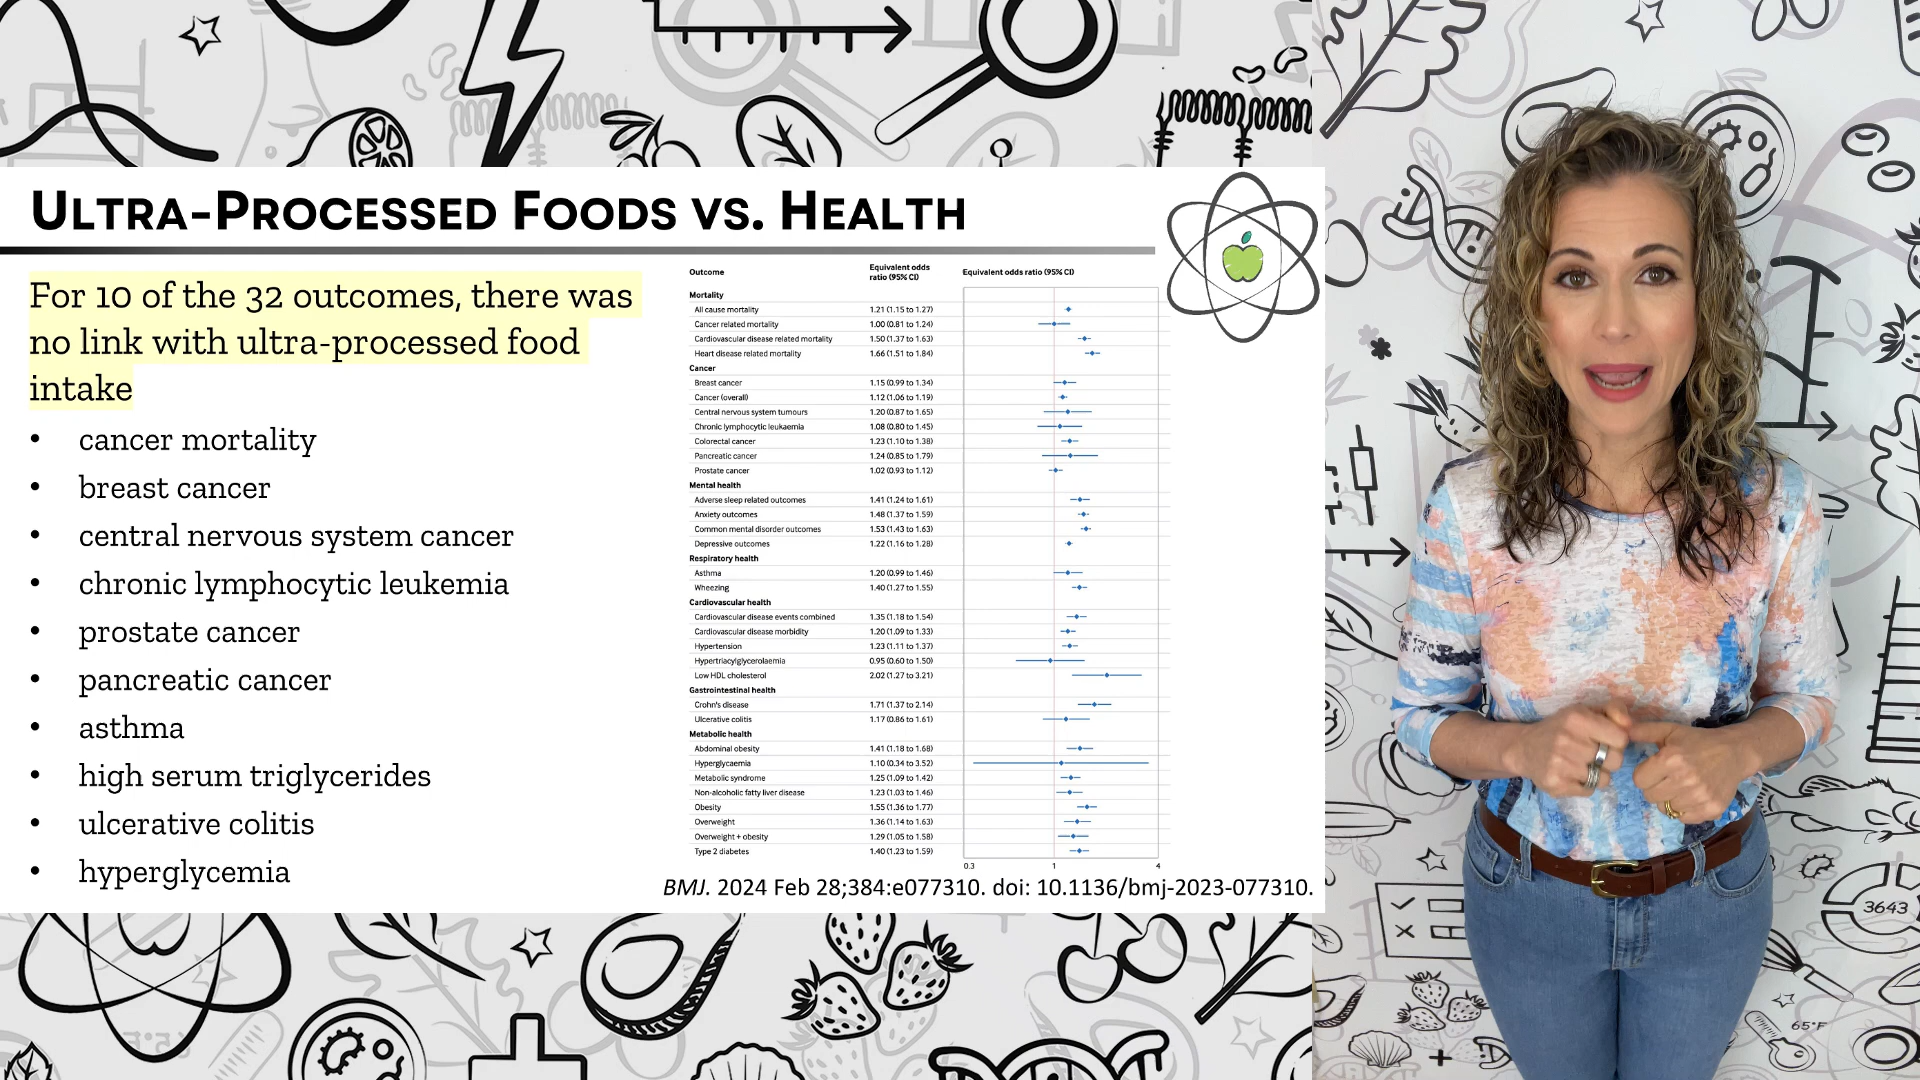 ULTRA-PROCESSED FOODS VS. HEALTH
For 10 of the 32 outcomes, there was
no link with ultra-processed food
intake
• cancer mortality
• breast cancer
• central nervous system cancer
• chronic lymphocytic leukemia
• prostate cancer
• pancreatic cancer
• asthma
• high serum triglycerides
• ulcerative colitis
• hyperglycemia
Outcome Equivalent odds ratio (95% CI) Equivalent odds ratio (95% CI)
Mortality
All cause mortality 1.21 (1.15 to 1.27)
Cancer related mortality 1.00 (0.81 to 1.24)
Cardiovascular disease related mortality 1.50 (1.37 to 1.63)
Heart disease related mortality 1.66 (1.51 to 1.84)
Cancer
Breast cancer 1.15 (0.99 to 1.34)
Cancer (overall) 1.12 (1.06 to 1.19)
Central nervous system tumours 1.20 (0.87 to 1.65)
Chronic lymphocytic leukaemia 1.08 (0.80 to 1.45)
Colorectal cancer 1.23 (1.10 to 1.38)
Pancreatic cancer 1.24 (0.85 to 1.79)
Prostate cancer 1.02 (0.93 to 1.12)
Mental health
Adverse sleep related outcomes 1.41 (1.24 to 1.61)
Anxiety outcomes 1.48 (1.37 to 1.59)
Common mental disorder outcomes 1.53 (1.43 to 1.63)
Depressive outcomes 1.22 (1.16 to 1.28)
Respiratory health
Asthma 1.20 (0.99 to 1.46)
Wheezing 1.40 (1.27 to 1.55)
Cardiovascular health
Cardiovascular disease events combined 1.35 (1.18 to 1.54)
Cardiovascular disease morbidity 1.20 (1.09 to 1.33)
Hypertension 1.23 (1.11 to 1.37)
Hypertriacylglycerolaemia 0.95 (0.60 to 1.50)
Low HDL cholesterol 2.02 (1.27 to 3.21)
Gastrointestinal health
Crohn's disease 1.71 (1.37 to 2.14)
Ulcerative colitis 1.17 (0.86 to 1.61)
Metabolic health
Abdominal obesity 1.41 (1.18 to 1.68)
Hyperglycaemia 1.10 (0.34 to 3.52)
Metabolic syndrome 1.25 (1.09 to 1.42)
Non-alcoholic fatty liver disease 1.23 (1.03 to 1.46)
Obesity 1.55 (1.36 to 1.77)
Overweight 1.36 (1.14 to 1.63)
Overweight + obesity 1.29 (1.05 to 1.58)
Type 2 diabetes 1.40 (1.23 to 1.59)
0.3 1 4
BMJ. 2024 Feb 28;384:e077310. doi: 10.1136/bmj-2023-077310.
3643
65°F